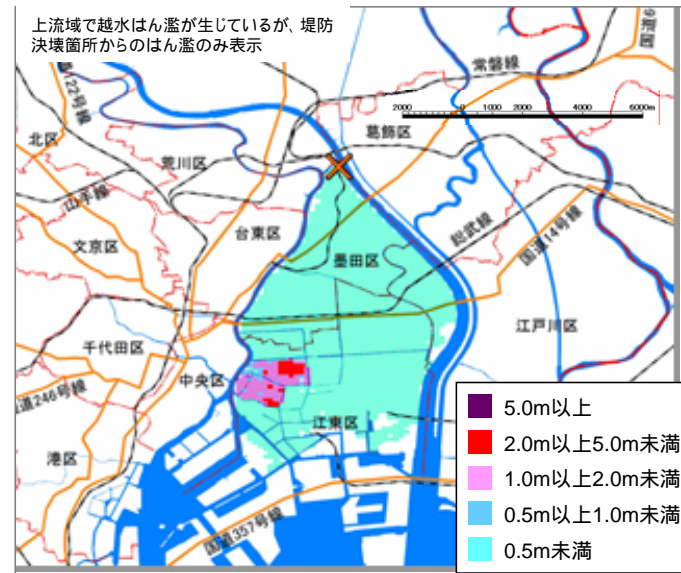 上流域で越水はん濫が生じているが、堤防
決壊箇所からのはん濫のみ表示
国道6
常磐線
122号線
2000 0 1000 2000 4000 6000m
北区
葛飾区
荒川区
山手線
台東区
総武線
文京区
墨田区
国道14号線
江戸川区
千代田区
中央区
道246号線
江東区
港区
国道357号線
5.0m以上
2.0m以上5.0m未満
1.0m以上2.0m未満
0.5m以上1.0m未満
0.5m未満